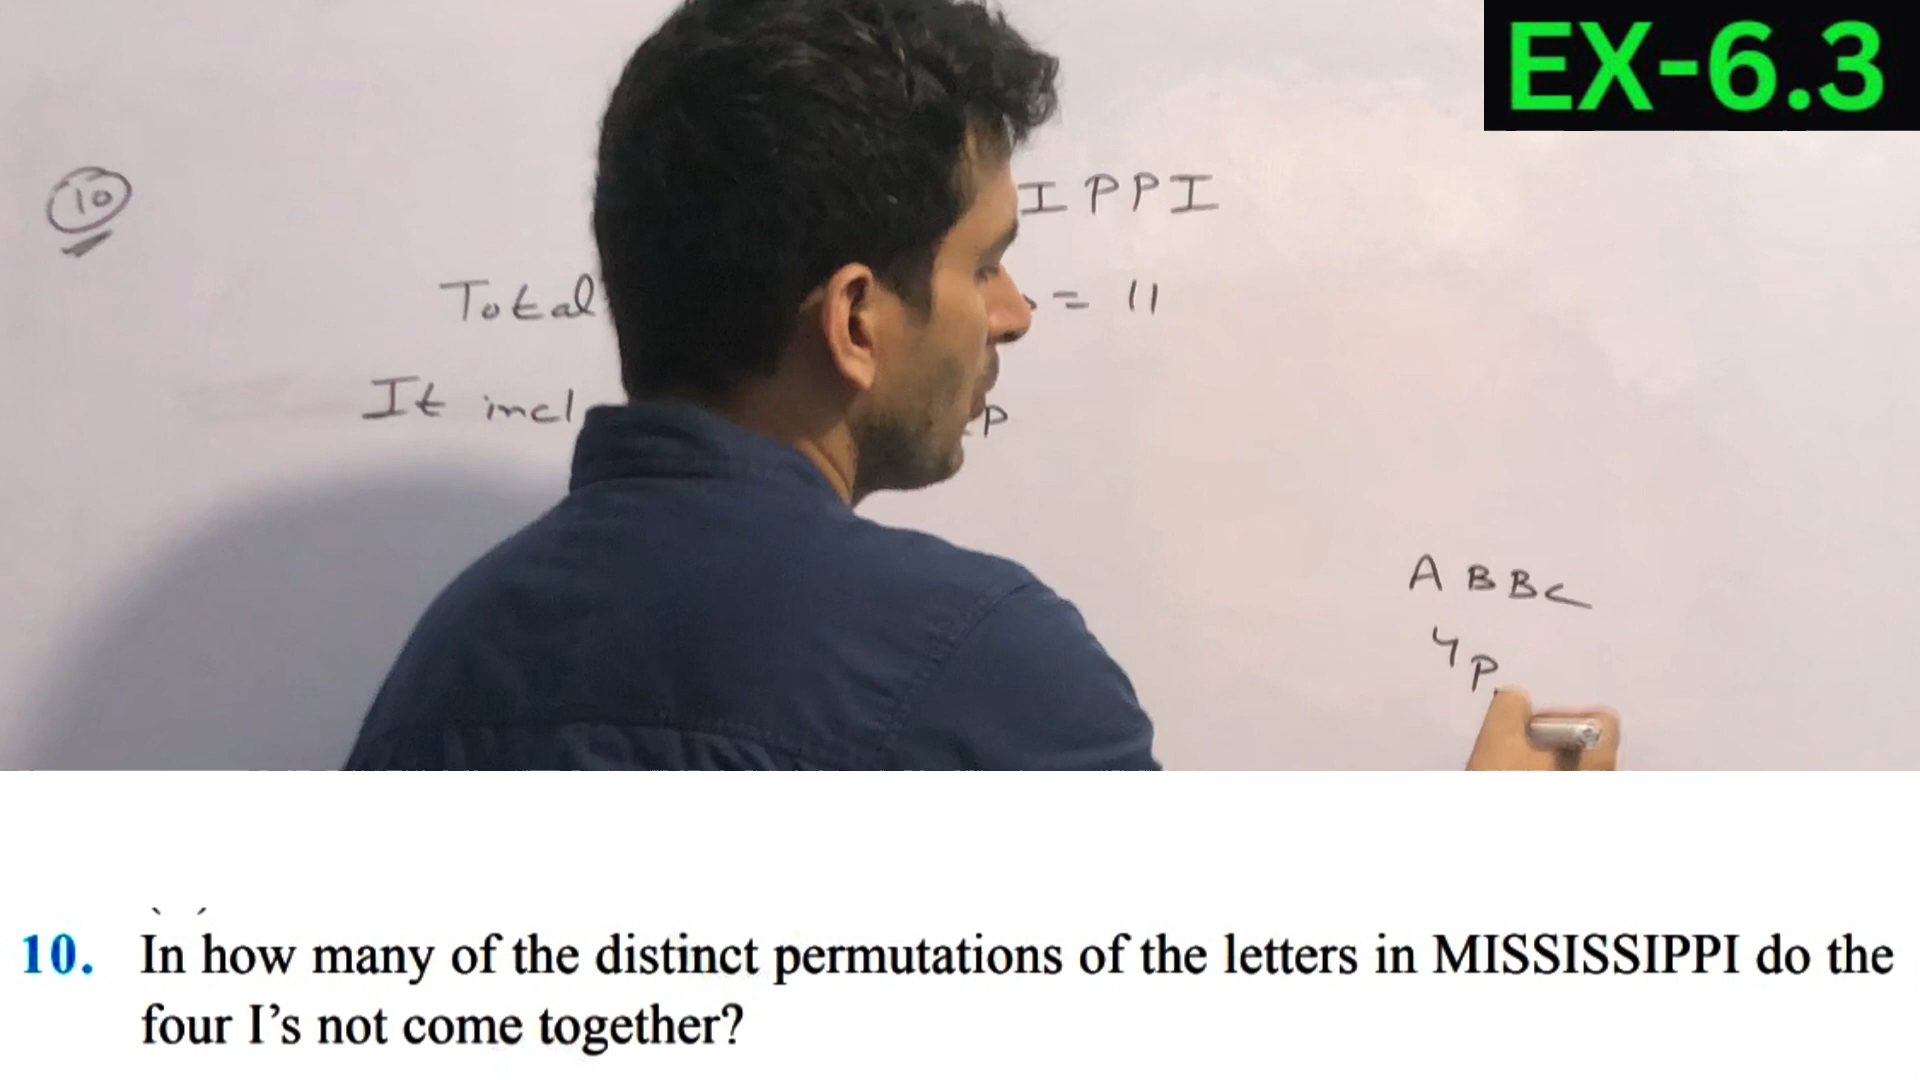 EX-6.3
10
IPPI
Total = 11
It incl P
A B B C
4P
10. In how many of the distinct permutations of the letters in MISSISSIPPI do the
four I's not come together?